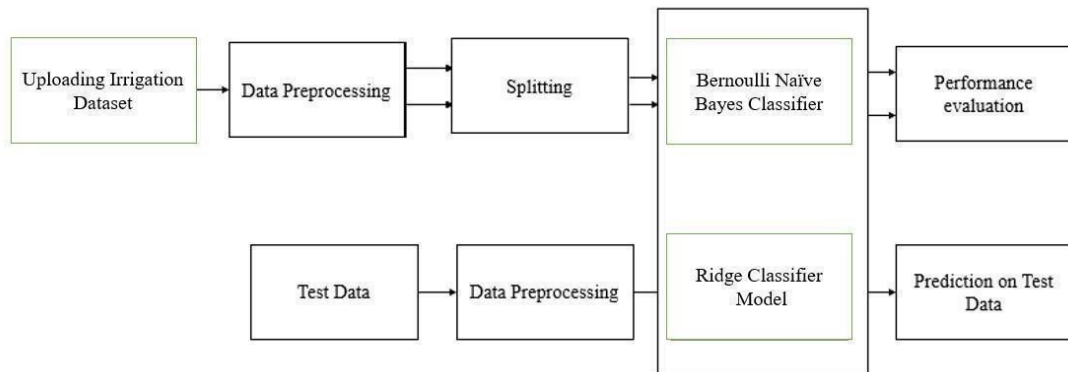 Uploading Irrigation
Dataset
Data Preprocessing
Splitting
Bernoulli Naïve
Bayes Classifier
Performance
evaluation
Test Data
Data Preprocessing
Ridge Classifier
Model
Prediction on Test
Data